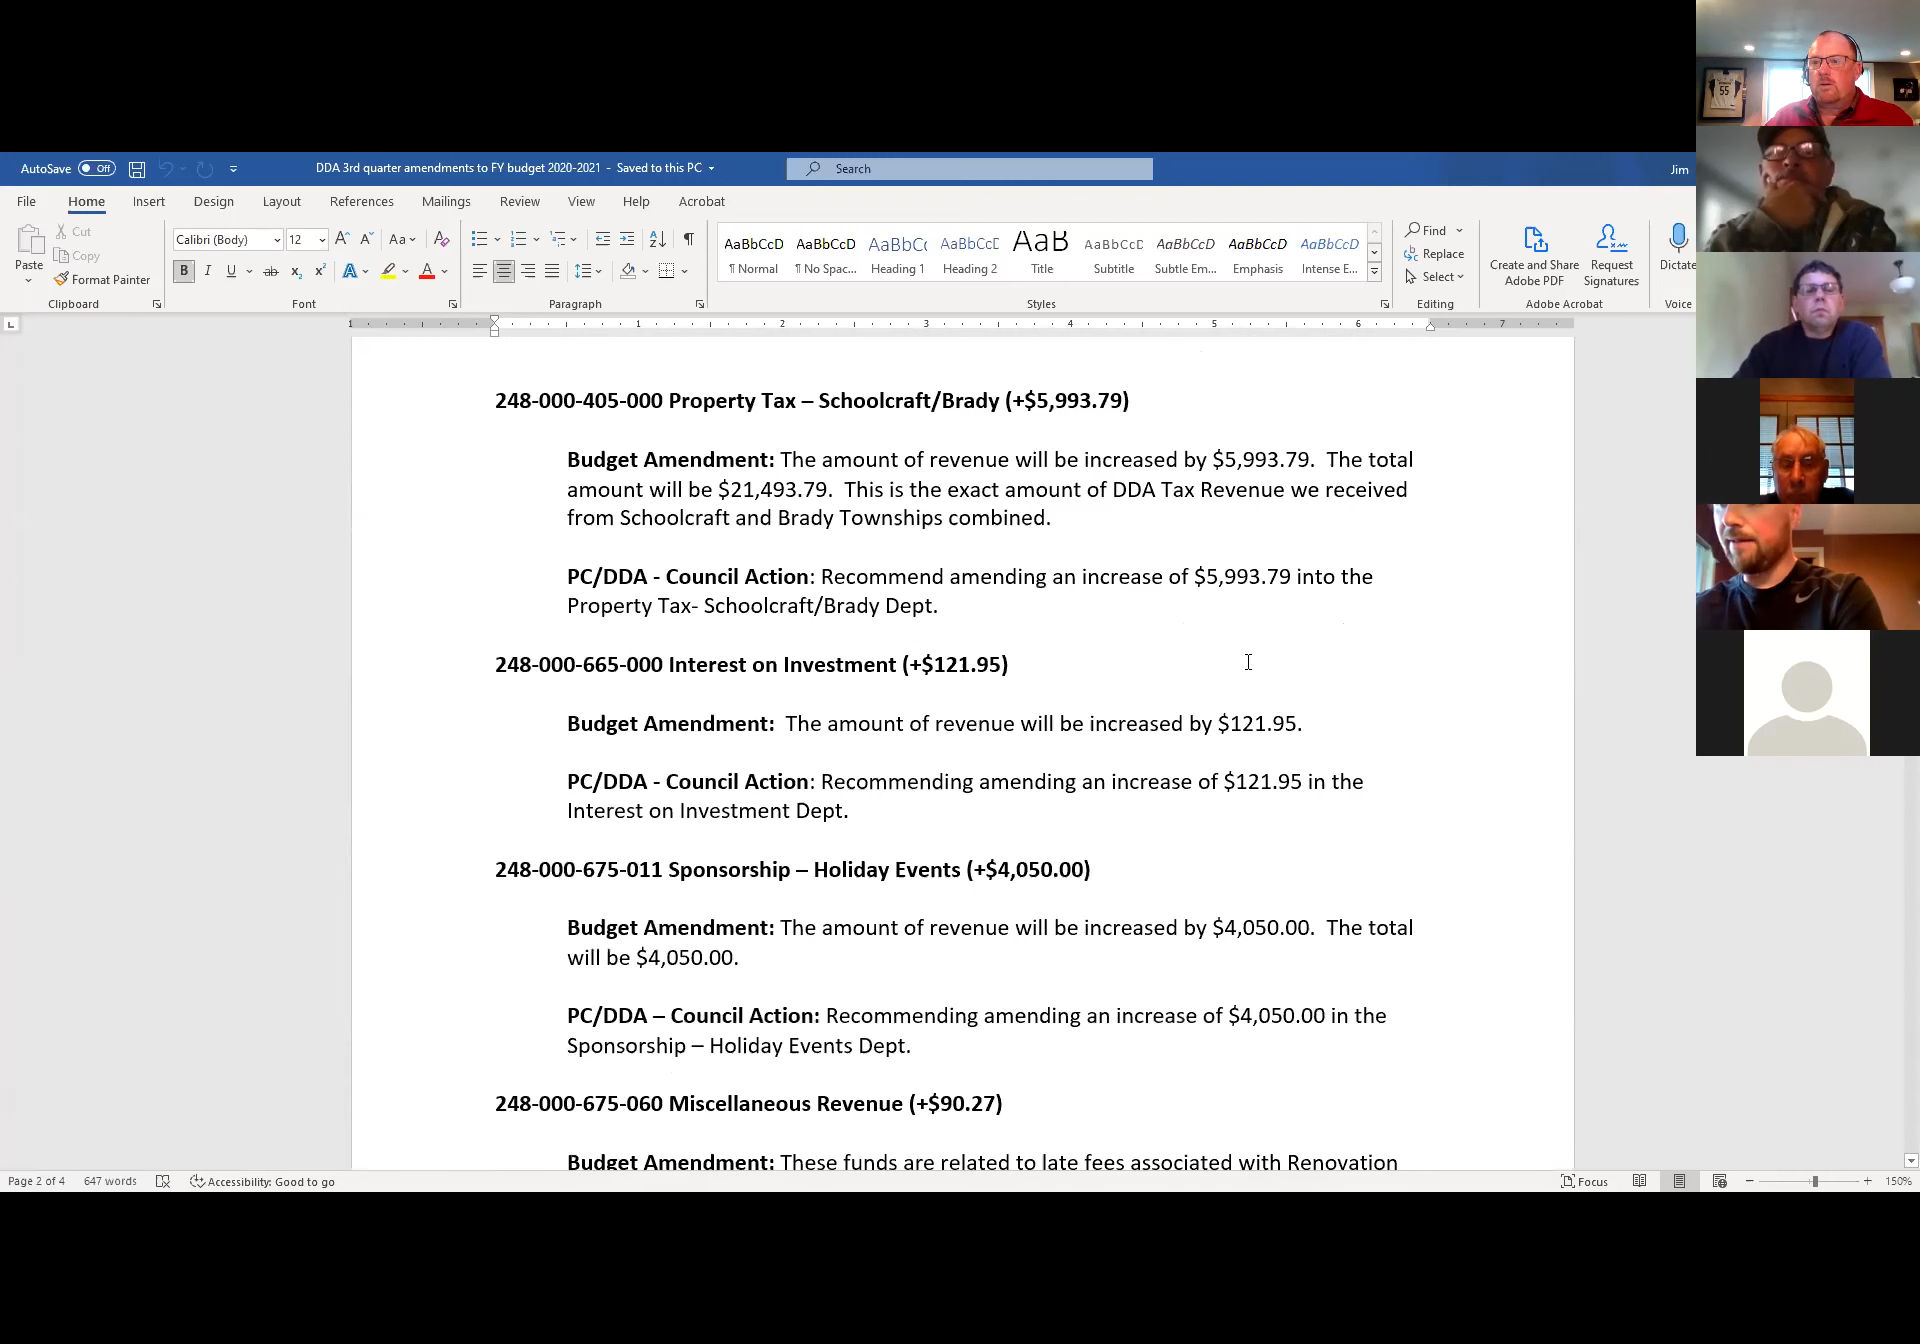 AutoSave Off
DDA 3rd quarter amendments to FY budget 2020-2021 - Saved to this PC
Search
Jim
File Home Insert Design Layout References Mailings Review View Help Acrobat
Paste
Cut
Copy
Format Painter
Clipboard
Calibri (Body) 12
Font
Paragraph
AaBbCcD AaBbCcD AaBbCc AaBbCcD AaB AaBbCcD AaBbCcD AaBbCcD AaBbCcD
¶ Normal ¶ No Spac... Heading 1 Heading 2 Title Subtitle Subtle Em... Emphasis Intense E...
Styles
Find
Replace
Select
Editing
Create and Share
Adobe PDF
Request
Signatures
Adobe Acrobat
Dictate
Voice
1 1 2 3 4 5 6 7
55
248-000-405-000 Property Tax – Schoolcraft/Brady (+$5,993.79)
Budget Amendment: The amount of revenue will be increased by $5,993.79. The total
amount will be $21,493.79. This is the exact amount of DDA Tax Revenue we received
from Schoolcraft and Brady Townships combined.
PC/DDA - Council Action: Recommend amending an increase of $5,993.79 into the
Property Tax- Schoolcraft/Brady Dept.
248-000-665-000 Interest on Investment (+$121.95)
Budget Amendment: The amount of revenue will be increased by $121.95.
PC/DDA - Council Action: Recommending amending an increase of $121.95 in the
Interest on Investment Dept.
248-000-675-011 Sponsorship – Holiday Events (+$4,050.00)
Budget Amendment: The amount of revenue will be increased by $4,050.00. The total
will be $4,050.00.
PC/DDA – Council Action: Recommending amending an increase of $4,050.00 in the
Sponsorship – Holiday Events Dept.
248-000-675-060 Miscellaneous Revenue (+$90.27)
Budget Amendment: These funds are related to late fees associated with Renovation
Page 2 of 4 647 words Accessibility: Good to go Focus 150%